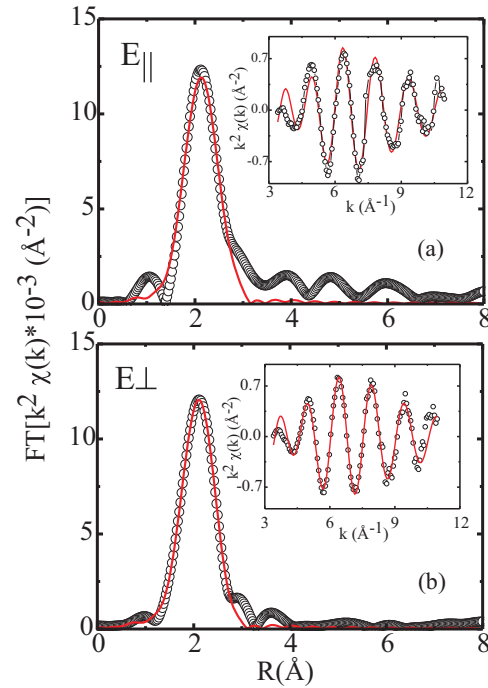 FT[k² χ(k)*10⁻³ (Å⁻²)]
15
10
5
0
E||
k² χ(k) (Å⁻²)
0.7
0.0
-0.7
3 6 9 12
k (Å⁻¹)
(a)
0 2 4 6 8
15
10
5
0
E⊥
k² χ(k) (Å⁻²)
0.7
0.0
-0.7
3 6 9 12
k (Å⁻¹)
(b)
0 2 4 6 8
R(Å)